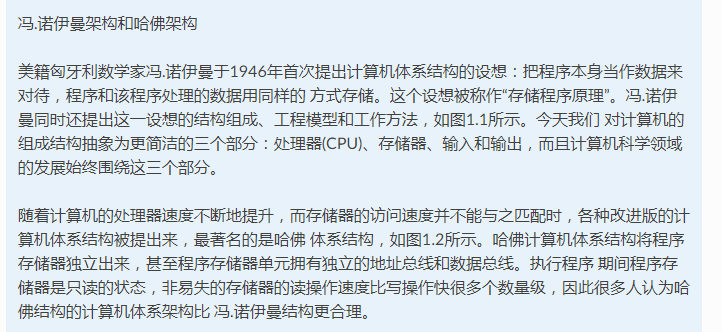 冯.诺伊曼架构和哈佛架构
美籍匈牙利数学家冯.诺伊曼于1946年首次提出计算机体系结构的设想：把程序本身当作数据来
对待，程序和该程序处理的数据用同样的 方式存储。这个设想被称作“存储程序原理”。冯.诺伊
曼同时还提出这一设想的结构组成、工程模型和工作方法，如图1.1所示。今天我们 对计算机的
组成结构抽象为更简洁的三个部分：处理器(CPU)、存储器、输入和输出，而且计算机科学领域
的发展始终围绕这三个部分。
随着计算机的处理器速度不断地提升，而存储器的访问速度并不能与之匹配时，各种改进版的计
算机体系结构被提出来，最著名的是哈佛 体系结构，如图1.2所示。哈佛计算机体系结构将程序
存储器独立出来，甚至程序存储器单元拥有独立的地址总线和数据总线。执行程序 期间程序存
储器是只读的状态，非易失的存储器的读操作速度比写操作快很多个数量级，因此很多人认为哈
佛结构的计算机体系架构比 冯.诺伊曼结构更合理。